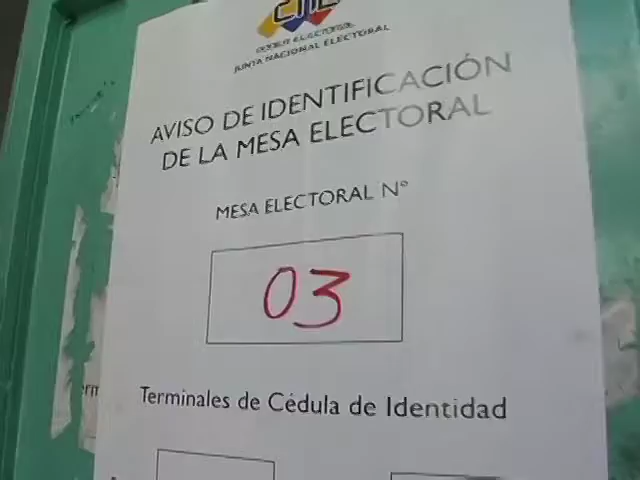 cne
PODER ELECTORAL
JUNTA NACIONAL ELECTORAL
AVISO DE IDENTIFICACIÓN
DE LA MESA ELECTORAL
MESA ELECTORAL N°
03
Terminales de Cédula de Identidad